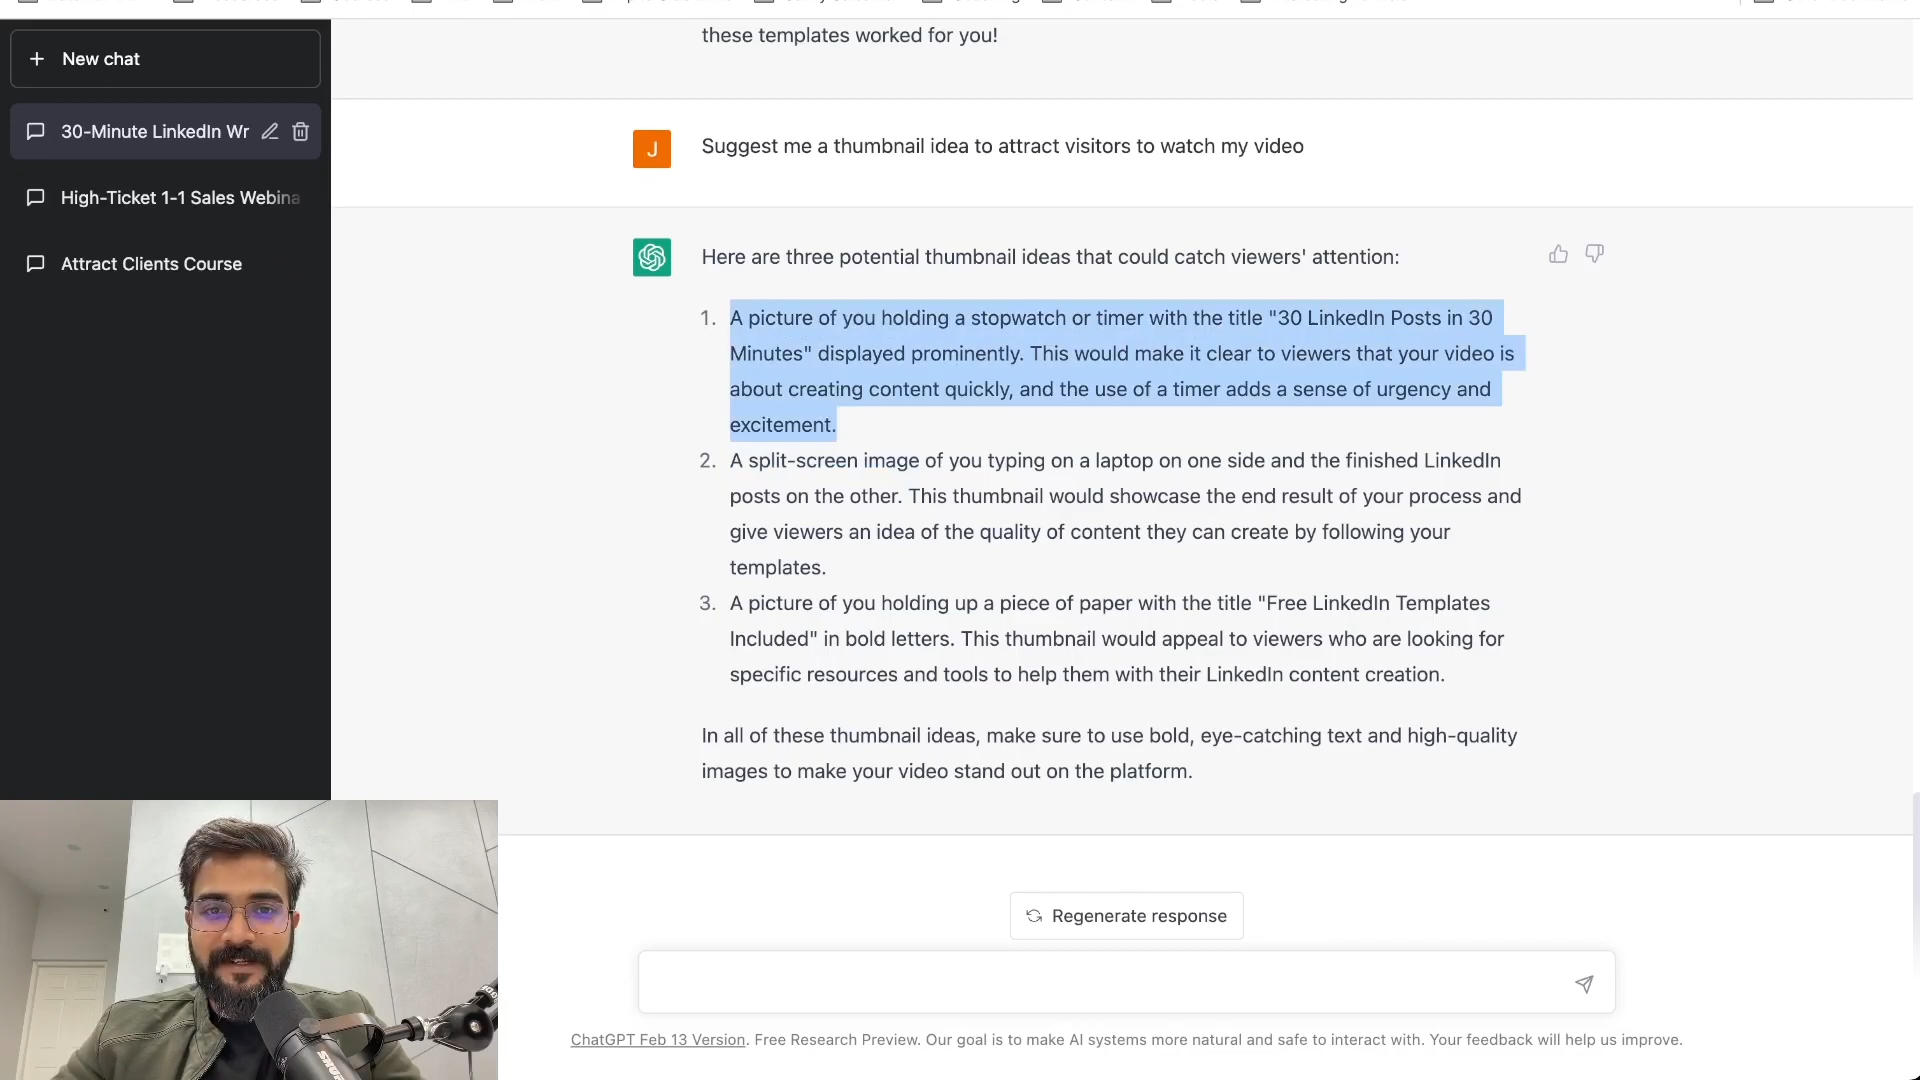 these templates worked for you!
New chat
30-Minute LinkedIn Wr
High-Ticket 1-1 Sales Webina
Attract Clients Course
J
Suggest me a thumbnail idea to attract visitors to watch my video
Here are three potential thumbnail ideas that could catch viewers' attention:
1. A picture of you holding a stopwatch or timer with the title "30 LinkedIn Posts in 30
Minutes" displayed prominently. This would make it clear to viewers that your video is
about creating content quickly, and the use of a timer adds a sense of urgency and
excitement.
2. A split-screen image of you typing on a laptop on one side and the finished LinkedIn
posts on the other. This thumbnail would showcase the end result of your process and
give viewers an idea of the quality of content they can create by following your
templates.
3. A picture of you holding up a piece of paper with the title "Free LinkedIn Templates
Included" in bold letters. This thumbnail would appeal to viewers who are looking for
specific resources and tools to help them with their LinkedIn content creation.
In all of these thumbnail ideas, make sure to use bold, eye-catching text and high-quality
images to make your video stand out on the platform.
Regenerate response
ChatGPT Feb 13 Version. Free Research Preview. Our goal is to make AI systems more natural and safe to interact with. Your feedback will help us improve.